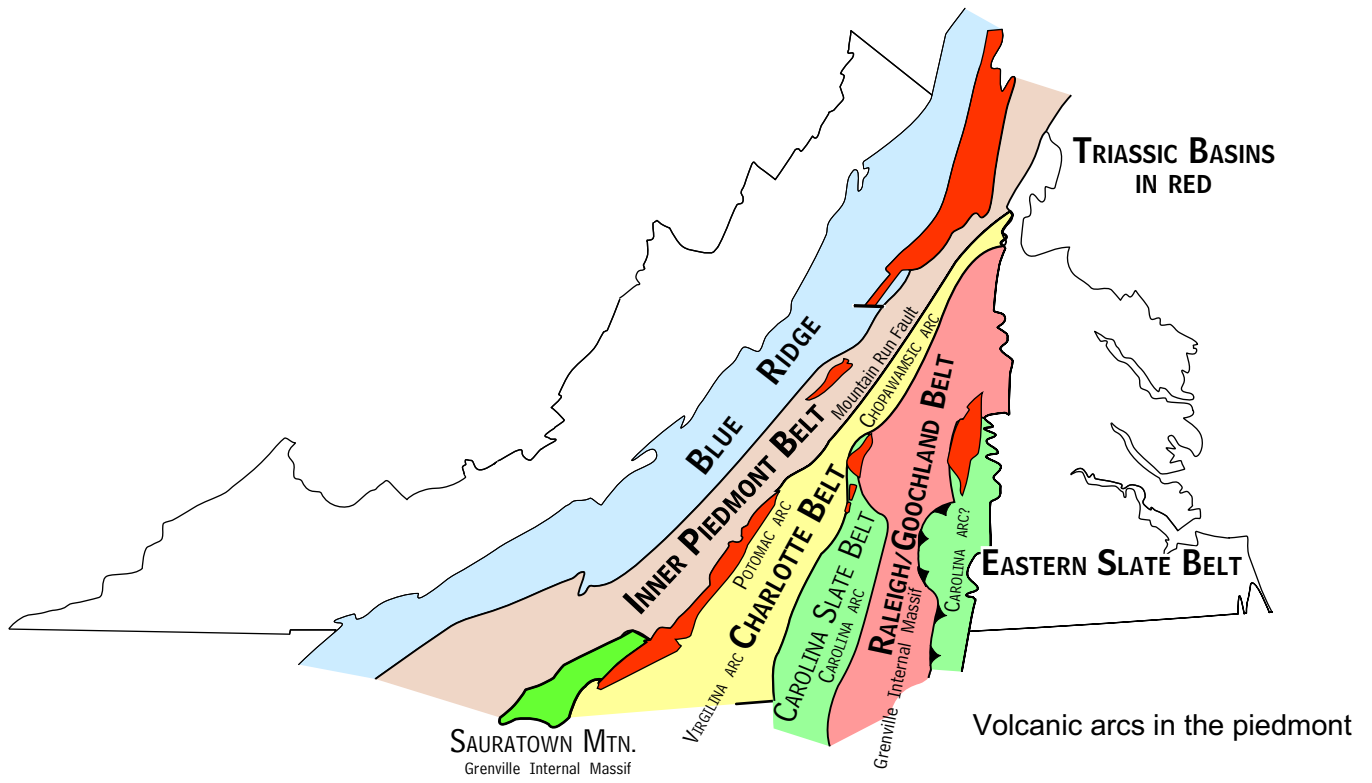 TRIASSIC BASINS
IN RED
BLUE RIDGE
INNER PIEDMONT BELT
Mountain Run Fault
CHOPAWAMSIC ARC
POTOMAC ARC
CHARLOTTE BELT
VIRGILINA ARC
CAROLINA SLATE BELT
CAROLINA ARC
RALEIGH/GOOCHLAND BELT
Grenville Internal Massif
CAROLINA ARC?
EASTERN SLATE BELT
SAURATOWN MTN.
Grenville Internal Massif
Volcanic arcs in the piedmont